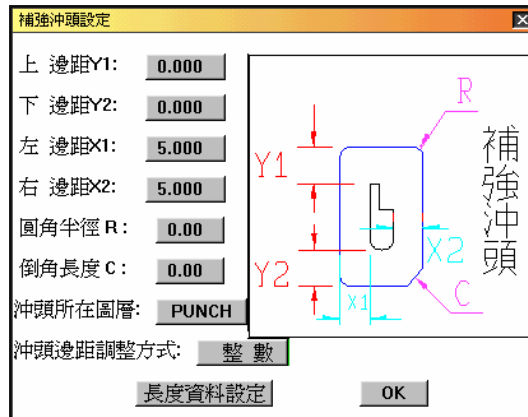 補強沖頭設定
上 邊距Y1: 0.000
下 邊距Y2: 0.000
左 邊距X1: 5.000
右 邊距X2: 5.000
圓角半徑 R : 0.00
倒角長度 C : 0.00
沖頭所在圖層: PUNCH
沖頭邊距調整方式: 整 數
長度資料設定 OK
R
Y1
X2
Y2
X1
C
補強沖頭